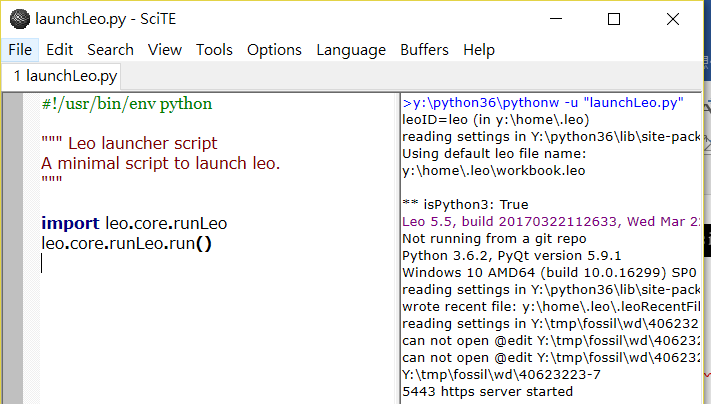 launchLeo.py - SciTE
File Edit Search View Tools Options Language Buffers Help
1 launchLeo.py
#!/usr/bin/env python
""" Leo launcher script
A minimal script to launch leo.
"""
import leo.core.runLeo
leo.core.runLeo.run()
>y:\python36\pythonw -u "launchLeo.py"
leoID=leo (in y:\home\.leo)
reading settings in Y:\python36\lib\site-pack
Using default leo file name:
y:\home\.leo\workbook.leo
** isPython3: True
Leo 5.5, build 20170322112633, Wed Mar 2
Not running from a git repo
Python 3.6.2, PyQt version 5.9.1
Windows 10 AMD64 (build 10.0.16299) SP0
reading settings in Y:\python36\lib\site-pack
wrote recent file: y:\home\.leo\.leoRecentFil
reading settings in Y:\tmp\fossil\wd\406232
can not open @edit Y:\tmp\fossil\wd\40623
can not open @edit Y:\tmp\fossil\wd\40623
Y:\tmp\fossil\wd\40623223-7
5443 https server started